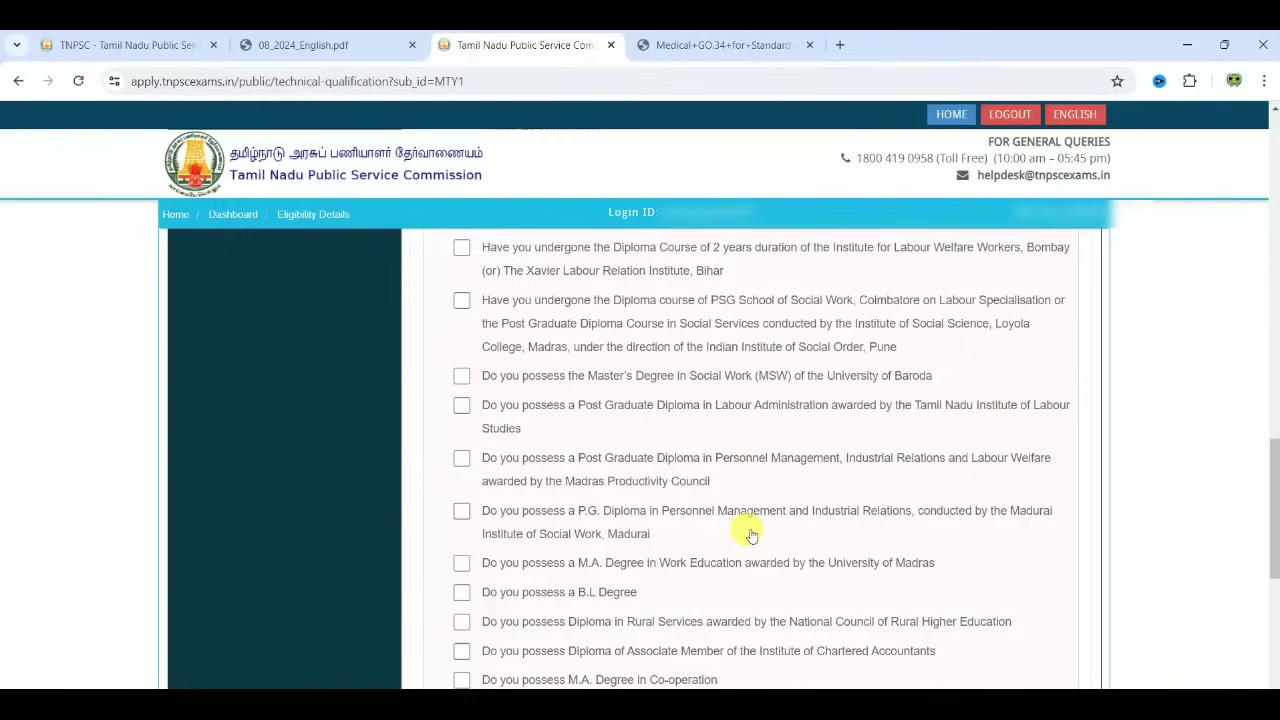 TNPSC - Tamil Nadu Public Ser
08_2024_English.pdf
Tamil Nadu Public Service Com
Medical+GO.34+for+Standard
apply.tnpscexams.in/public/technical-qualification?sub_id=MTY1
HOME
LOGOUT
ENGLISH
தமிழ்நாடு அரசுப் பணியாளர் தேர்வாணையம்
Tamil Nadu Public Service Commission
FOR GENERAL QUERIES
1800 419 0958 (Toll Free) (10:00 am – 05:45 pm)
helpdesk@tnpscexams.in
Home / Dashboard / Eligibility Details
Login ID:
Have you undergone the Diploma Course of 2 years duration of the Institute for Labour Welfare Workers, Bombay
(or) The Xavier Labour Relation Institute, Bihar
Have you undergone the Diploma course of PSG School of Social Work, Coimbatore on Labour Specialisation or
the Post Graduate Diploma Course in Social Services conducted by the Institute of Social Science, Loyola
College, Madras, under the direction of the Indian Institute of Social Order, Pune
Do you possess the Master's Degree in Social Work (MSW) of the University of Baroda
Do you possess a Post Graduate Diploma in Labour Administration awarded by the Tamil Nadu Institute of Labour
Studies
Do you possess a Post Graduate Diploma in Personnel Management, Industrial Relations and Labour Welfare
awarded by the Madras Productivity Council
Do you possess a P.G. Diploma in Personnel Management and Industrial Relations, conducted by the Madurai
Institute of Social Work, Madurai
Do you possess a M.A. Degree in Work Education awarded by the University of Madras
Do you possess a B.L Degree
Do you possess Diploma in Rural Services awarded by the National Council of Rural Higher Education
Do you possess Diploma of Associate Member of the Institute of Chartered Accountants
Do you possess M.A. Degree in Co-operation